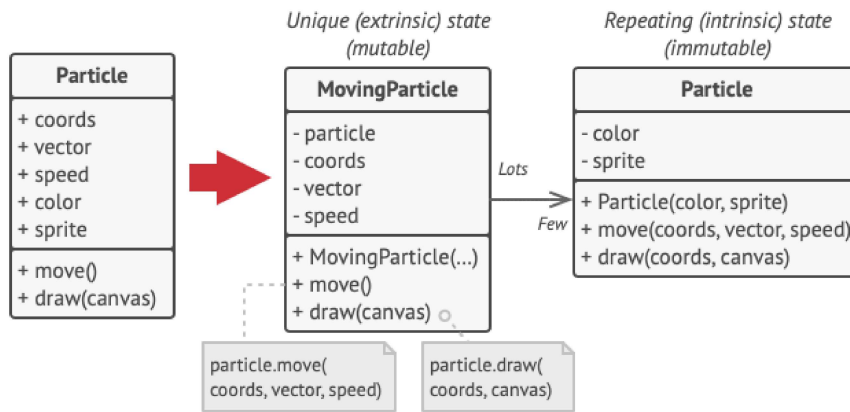 Particle
+ coords
+ vector
+ speed
+ color
+ sprite
+ move()
+ draw(canvas)
Unique (extrinsic) state
(mutable)
MovingParticle
- particle
- coords
- vector
- speed
+ MovingParticle(...)
+ move()
+ draw(canvas)
particle.move(
coords, vector, speed)
particle.draw(
coords, canvas)
Lots
Few
Repeating (intrinsic) state
(immutable)
Particle
- color
- sprite
+ Particle(color, sprite)
+ move(coords, vector, speed)
+ draw(coords, canvas)